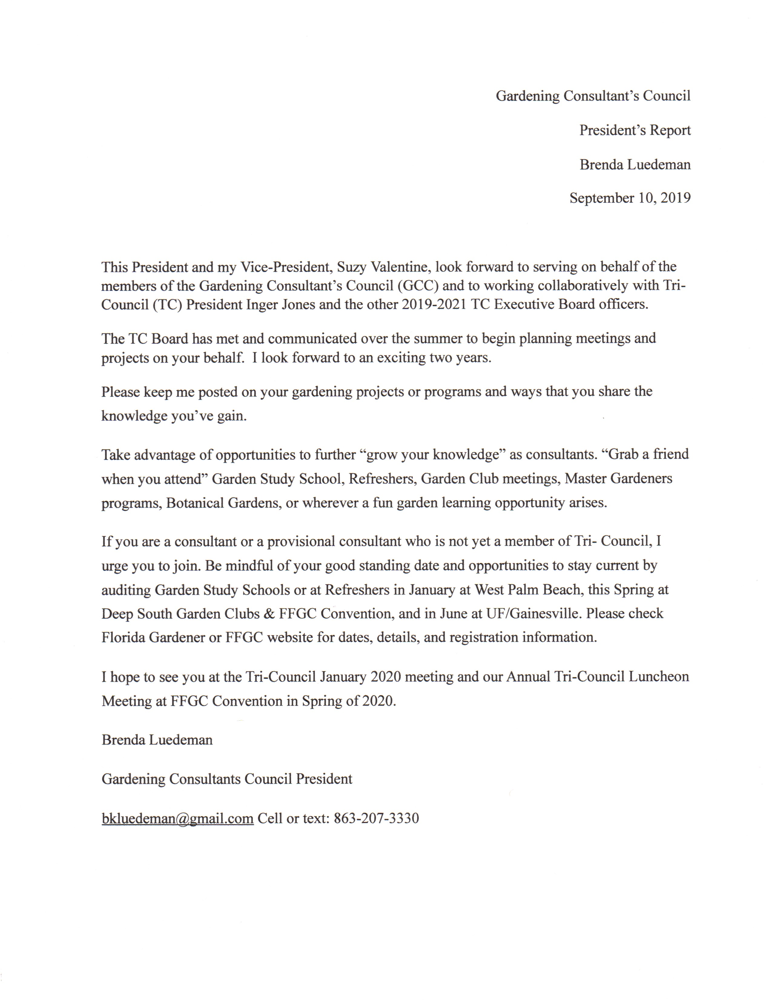 Gardening Consultant’s Council
President’s Report
Brenda Luedeman
September 10, 2019
This President and my Vice-President, Suzy Valentine, look forward to serving on behalf of the
members of the Gardening Consultant’s Council (GCC) and to working collaboratively with Tri-
Council (TC) President Inger Jones and the other 2019-2021 TC Executive Board officers.
The TC Board has met and communicated over the summer to begin planning meetings and
projects on your behalf.  I look forward to an exciting two years.
Please keep me posted on your gardening projects or programs and ways that you share the
knowledge you’ve gain.
Take advantage of opportunities to further “grow your knowledge” as consultants. “Grab a friend
when you attend” Garden Study School, Refreshers, Garden Club meetings, Master Gardeners
programs, Botanical Gardens, or wherever a fun garden learning opportunity arises.
If you are a consultant or a provisional consultant who is not yet a member of Tri- Council, I
urge you to join. Be mindful of your good standing date and opportunities to stay current by
auditing Garden Study Schools or at Refreshers in January at West Palm Beach, this Spring at
Deep South Garden Clubs & FFGC Convention, and in June at UF/Gainesville. Please check
Florida Gardener or FFGC website for dates, details, and registration information.
I hope to see you at the Tri-Council January 2020 meeting and our Annual Tri-Council Luncheon
Meeting at FFGC Convention in Spring of 2020.
Brenda Luedeman
Gardening Consultants Council President
bkluedeman@gmail.com Cell or text: 863-207-3330